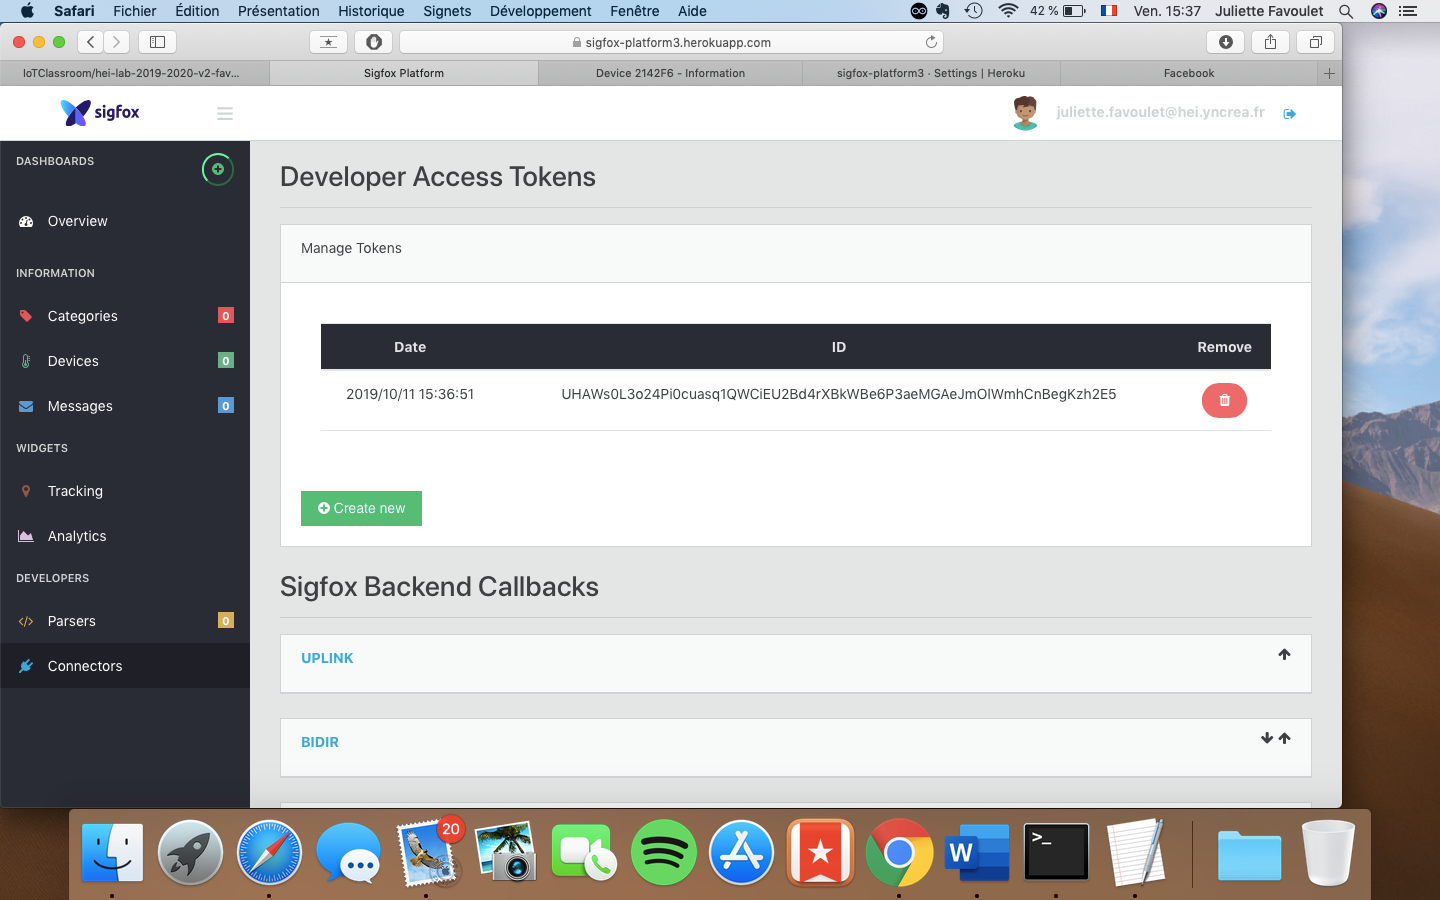 Safari Fichier Édition Présentation Historique Signets Développement Fenêtre Aide 42 % Ven. 15:37 Juliette Favoulet
sigfox-platform3.herokuapp.com
IoTClassroom/hei-lab-2019-2020-v2-fav... Sigfox Platform Device 2142F6 - Information sigfox-platform3 · Settings | Heroku Facebook
sigfox juliette.favoulet@hei.yncrea.fr
DASHBOARDS
Overview
INFORMATION
Categories 0
Devices 0
Messages 0
WIDGETS
Tracking
Analytics
DEVELOPERS
Parsers 0
Connectors
Developer Access Tokens
Manage Tokens
Date ID Remove
2019/10/11 15:36:51 UHAWs0L3o24Pi0cuasq1QWCiEU2Bd4rXBkWBe6P3aeMGAeJmOlWmhCnBegKzh2E5
Create new
Sigfox Backend Callbacks
UPLINK
BIDIR
20
W
>_